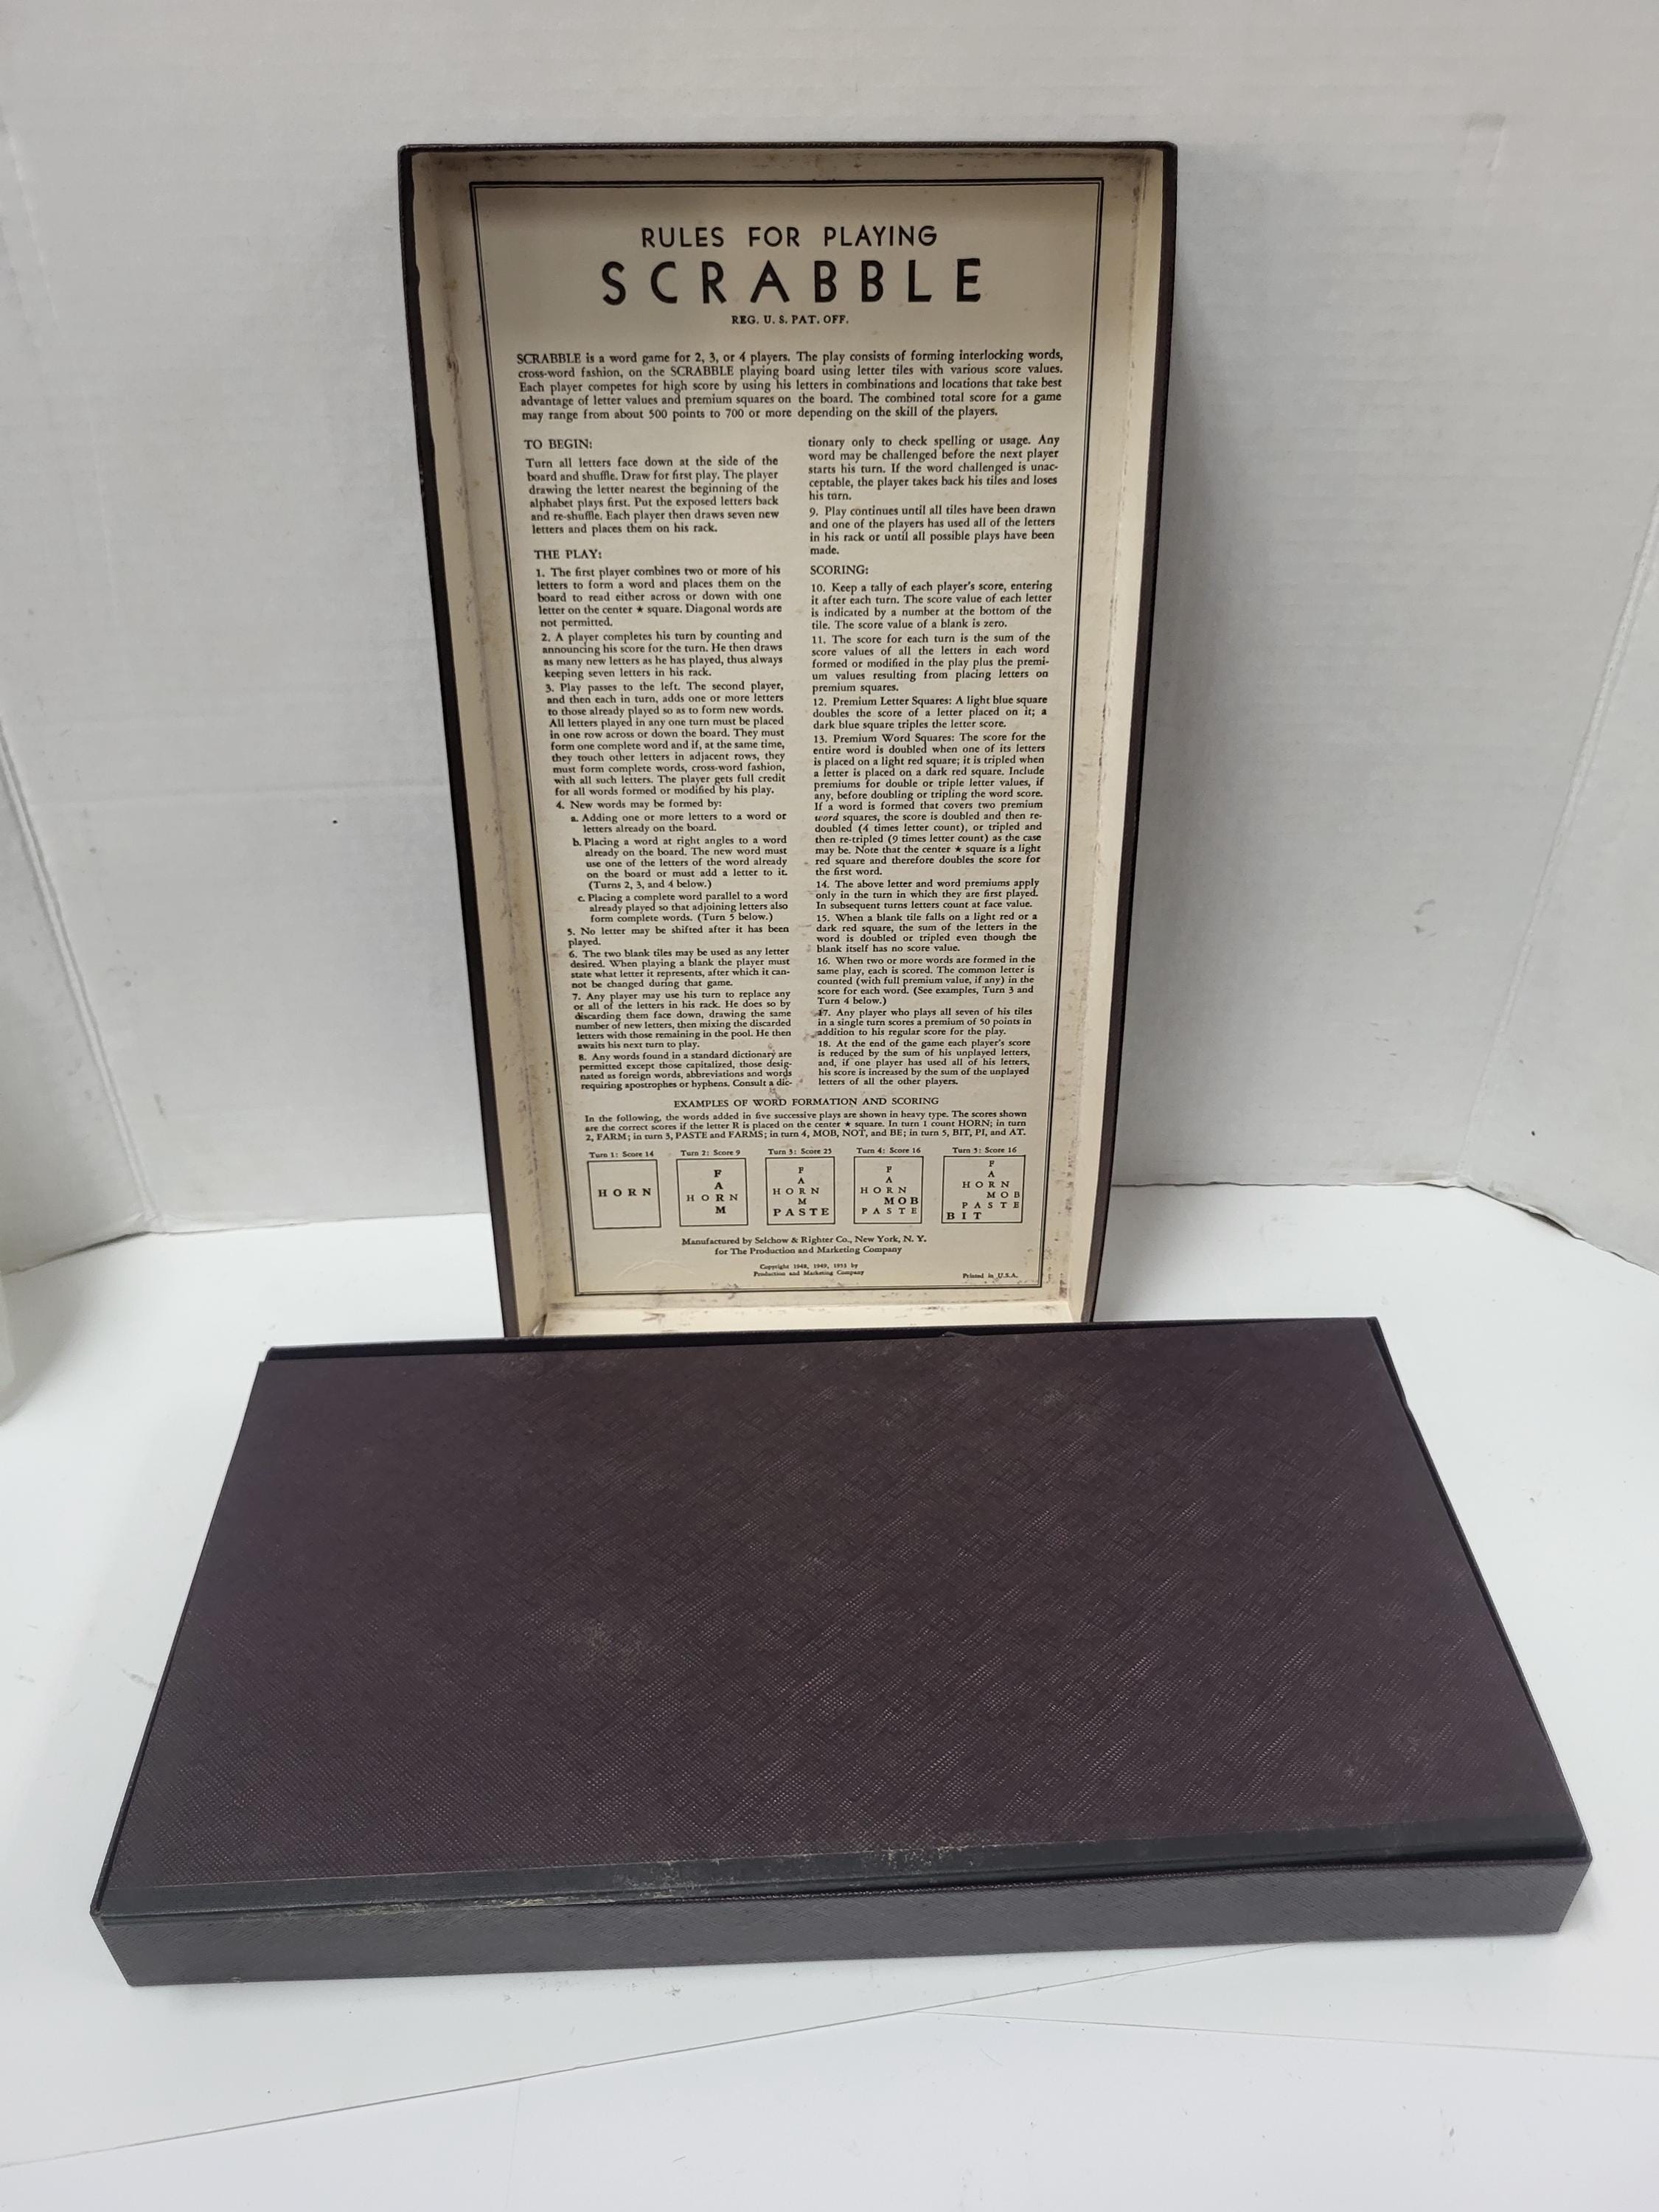 RULES FOR PLAYING
SCRABBLE
REG. U. S. PAT. OFF.
SCRABBLE is a word game for 2, 3, or 4 players. The play consists of forming interlocking words,
cross-word fashion, on the SCRABBLE playing board using letter tiles with various score values.
Each player competes for high score by using his letters in combinations and locations that take best
advantage of letter values and premium squares on the board. The combined total score for a game
may range from about 500 points to 700 or more depending on the skill of the players.
TO BEGIN:
Turn all letters face down at the side of the
board and shuffle. Draw for first play. The player
drawing the letter nearest the beginning of the
alphabet plays first. Put the exposed letters back
and re-shuffle. Each player then draws seven new
letters and places them on his rack.
THE PLAY:
1. The first player combines two or more of his
letters to form a word and places them on the
board to read either across or down with one
letter on the center ★ square. Diagonal words are
not permitted.
2. A player completes his turn by counting and
announcing his score for the turn. He then draws
as many new letters as he has played, thus always
keeping seven letters in his rack.
3. Play passes to the left. The second player,
and then each in turn, adds one or more letters
to those already played so as to form new words.
All letters played in any one turn must be placed
in one row across or down the board. They must
form one complete word and if, at the same time,
they touch other letters in adjacent rows, they
must form complete words, cross-word fashion,
with all such letters. The player gets full credit
for all words formed or modified by his play.
4. New words may be formed by:
a. Adding one or more letters to a word or
letters already on the board.
b. Placing a word at right angles to a word
already on the board. The new word must
use one of the letters of the word already
on the board or must add a letter to it.
(Turns 2, 3, and 4 below.)
c. Placing a complete word parallel to a word
already played so that adjoining letters also
form complete words. (Turn 5 below.)
5. No letter may be shifted after it has been
played.
6. The two blank tiles may be used as any letter
desired. When playing a blank the player must
state what letter it represents, after which it can-
not be changed during that game.
7. Any player may use his turn to replace any
or all of the letters in his rack. He does so by
discarding them face down, drawing the same
number of new letters, then mixing the discarded
letters with those remaining in the pool. He then
awaits his next turn to play.
8. Any words found in a standard dictionary are
permitted except those capitalized, those desig-
nated as foreign words, abbreviations and words
requiring apostrophes or hyphens. Consult a dic-
tionary only to check spelling or usage. Any
word may be challenged before the next player
starts his turn. If the word challenged is unac-
ceptable, the player takes back his tiles and loses
his turn.
9. Play continues until all tiles have been drawn
and one of the players has used all of the letters
in his rack or until all possible plays have been
made.
SCORING:
10. Keep a tally of each player's score, entering
it after each turn. The score value of each letter
is indicated by a number at the bottom of the
tile. The score value of a blank is zero.
11. The score for each turn is the sum of the
score values of all the letters in each word
formed or modified in the play plus the premi-
um values resulting from placing letters on
premium squares.
12. Premium Letter Squares: A light blue square
doubles the score of a letter placed on it; a
dark blue square triples the letter score.
13. Premium Word Squares: The score for the
entire word is doubled when one of its letters
is placed on a light red square; it is tripled when
a letter is placed on a dark red square. Include
premiums for double or triple letter values, if
any, before doubling or tripling the word score.
If a word is formed that covers two premium
word squares, the score is doubled and then re-
doubled (4 times letter count), or tripled and
then re-tripled (9 times letter count) as the case
may be. Note that the center ★ square is a light
red square and therefore doubles the score for
the first word.
14. The above letter and word premiums apply
only in the turn in which they are first played.
In subsequent turns letters count at face value.
15. When a blank tile falls on a light red or a
dark red square, the sum of the letters in the
word is doubled or tripled even though the
blank itself has no score value.
16. When two or more words are formed in the
same play, each is scored. The common letter is
counted (with full premium value, if any) in the
score for each word. (See examples, Turn 3 and
Turn 4 below.)
17. Any player who plays all seven of his tiles
in a single turn scores a premium of 50 points in
addition to his regular score for the play.
18. At the end of the game each player's score
is reduced by the sum of his unplayed letters,
and, if one player has used all of his letters,
his score is increased by the sum of the unplayed
letters of all the other players.
EXAMPLES OF WORD FORMATION AND SCORING
In the following, the words added in five successive plays are shown in heavy type. The scores shown
are the correct scores if the letter R is placed on the center ★ square. In turn 1 count HORN; in turn
2, FARM; in turn 3, PASTE and FARMS; in turn 4, MOB, NOT, and BE; in turn 5, BIT, PI, and AT.
Turn 1: Score 14
HORN
Turn 2: Score 9
F
A
HORN
M
Turn 3: Score 25
F
A
HORN
M
PASTE
Turn 4: Score 16
F
A
HORN
MOB
PASTE
Turn 5: Score 16
F
A
HORN
MOB
PASTE
BIT
Manufactured by Selchow & Righter Co., New York, N. Y.
for The Production and Marketing Company
Copyright 1948, 1949, 1953 by
Production and Marketing Company
Printed in U.S.A.